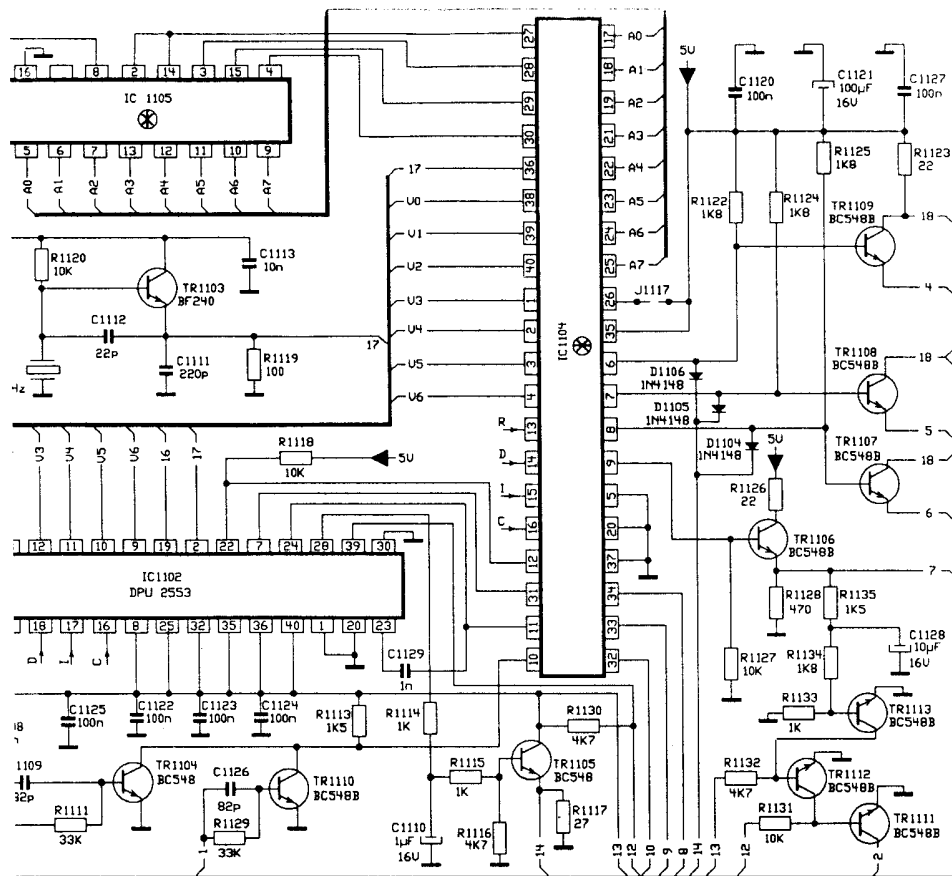 16 8 2 14 3 15 4
IC 1105
5 6 7 13 12 11 10 9
A0 A1 A2 A3 A4 A5 A6 A7
R1120
10K
TR1103
BF240
C1113
10n
C1112
22p
C1111
220p
R1119
100
17
Hz
17
V0
V1
V2
V3
V4
V5
V6
R
D
I
C
27
28
29
30
36
38
39
40
1
2
3
4
13
14
15
16
12
31
11
10
IC1104
17 A0
18 A1
19 A2
21 A3
22 A4
23 A5
24 A6
25 A7
26
35
6
7
8
9
5
20
37
34
33
32
J1117
5V
C1120
100n
C1121
100µF
16V
C1127
100n
R1125
1K8
R1123
22
R1122
1K8
R1124
1K8
TR1109
BC548B
18
4
TR1108
BC548B
18
5
TR1107
BC548B
18
6
D1106
1N4148
D1105
1N4148
D1104
1N4148
5V
R1126
22
TR1106
BC548B
7
R1128
470
R1135
1K5
C1128
10µF
16V
R1127
10K
R1134
1K8
R1133
1K
TR1113
BC548B
R1132
4K7
TR1112
BC548B
R1131
10K
TR1111
BC548B
V3 V4 V5 V6 16 17
R1118
10K
5V
12 11 10 9 19 2 22 7 24 28 39 30
IC1102
DPU 2553
18 17 16 8 25 32 35 36 40 1 20 23
D I C
C1129
1n
C1125
100n
C1122
100n
C1123
100n
C1124
100n
R1113
1K5
R1114
1K
R1130
4K7
1109
82p
TR1104
BC548
R1111
33K
C1126
82p
R1129
33K
TR1110
BC548B
R1115
1K
TR1105
BC548
C1110
1µF
16V
R1116
4K7
R1117
27
1 14 13 12 10 9 8 14 13 12 2